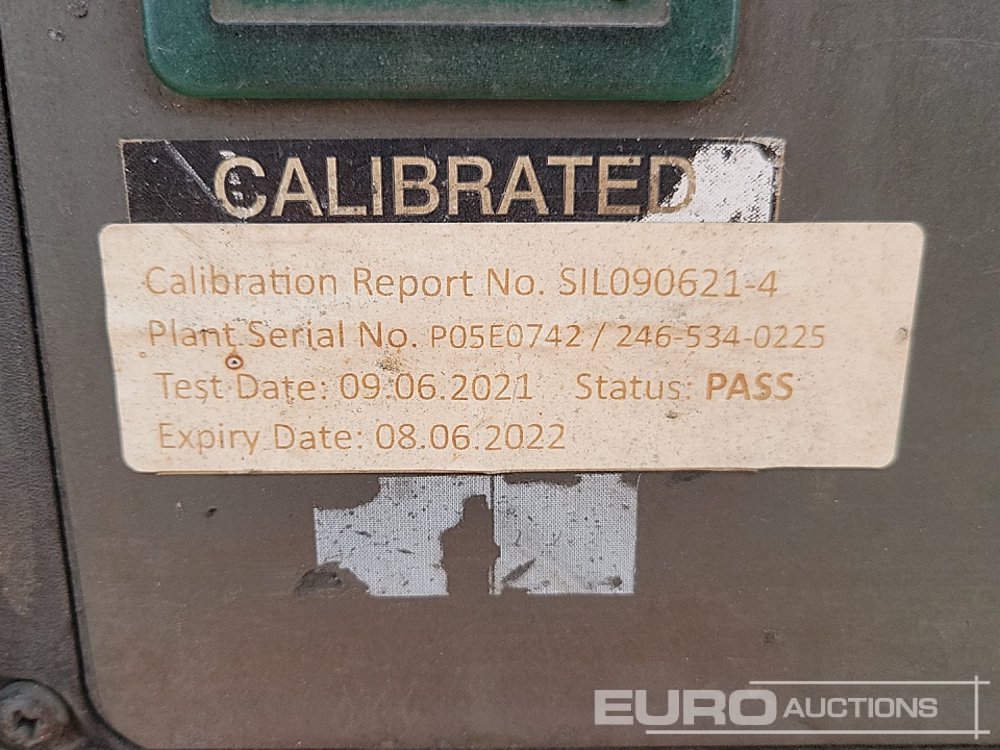 CALIBRATED
Calibration Report No. SIL090621-4
Plant Serial No. P05E0742 / 246-534-0225
Test Date: 09.06.2021 Status: PASS
Expiry Date: 08.06.2022
EURO AUCTIONS